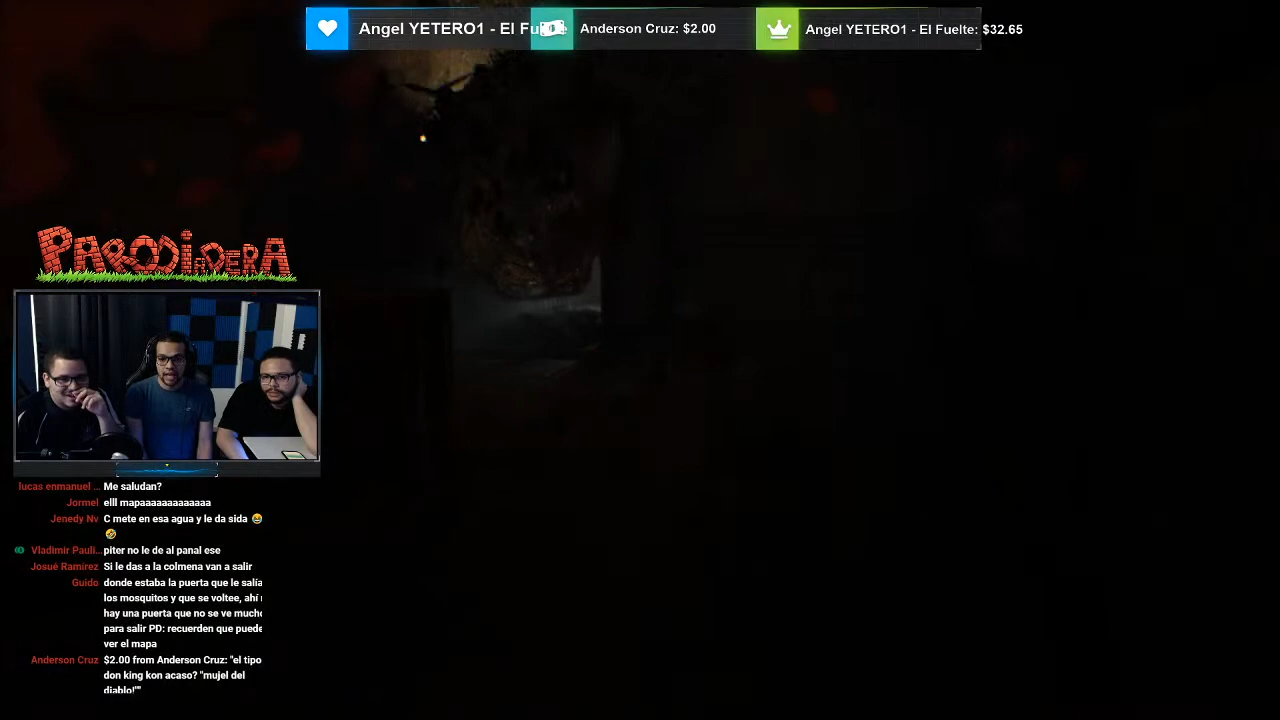 Angel YETERO1 - El Fu
Anderson Cruz: $2.00
Angel YETERO1 - El Fuelte: $32.65
PARODIADERA
lucas enmanuel ... Me saludan?
Jormel elll mapaaaaaaaaaaaa
Jenedy Nv C mete en esa agua y le da sida 😂
🤣
Vladimir Pauli... piter no le de al panal ese
Josué Ramirez Si le das a la colmena van a salir
Guido donde estaba la puerta que le salía
los mosquitos y que se voltee, ahí
hay una puerta que no se ve mucho
para salir PD: recuerden que puede
ver el mapa
Anderson Cruz $2.00 from Anderson Cruz: "el tipo
don king kon acaso? "mujel del
diablo!""